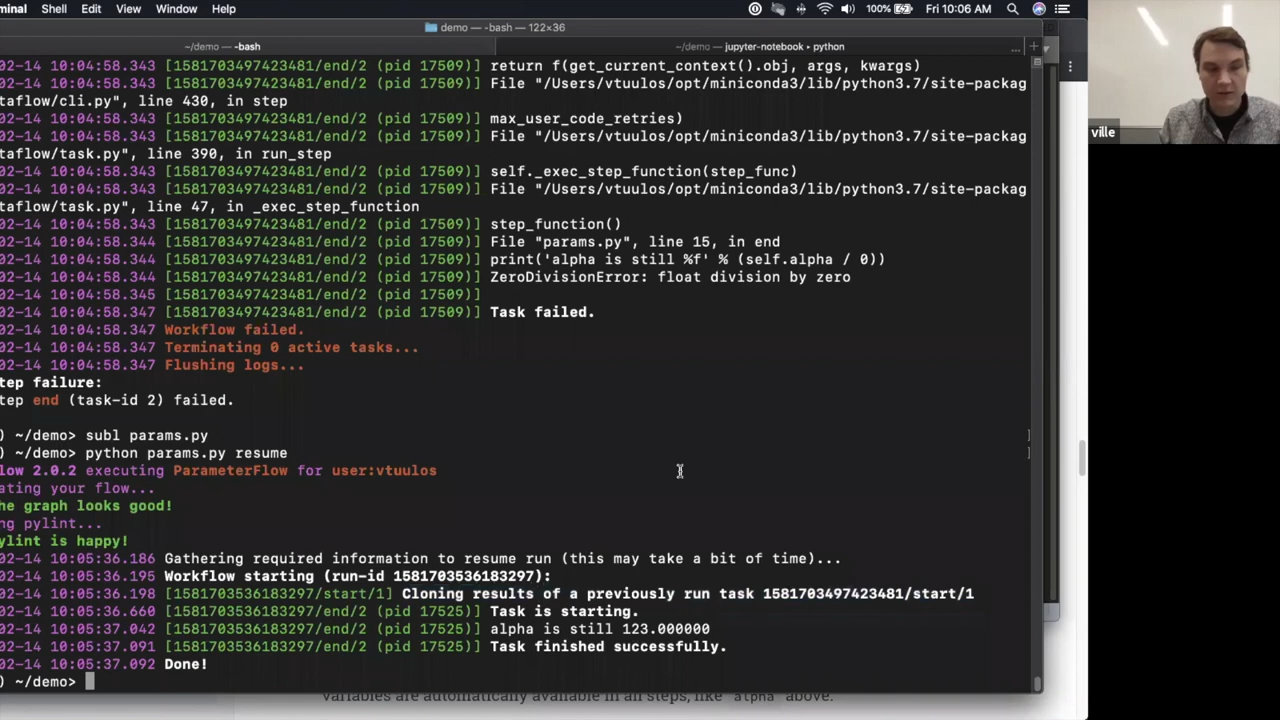 minal Shell Edit View Window Help 100% Fri 10:06 AM
demo — -bash — 122×36
~/demo — -bash
~/demo — jupyter-notebook ▸ python ... +
02-14 10:04:58.343 [1581703497423481/end/2 (pid 17509)] return f(get_current_context().obj, args, kwargs)
02-14 10:04:58.343 [1581703497423481/end/2 (pid 17509)] File "/Users/vtuulos/opt/miniconda3/lib/python3.7/site-packag
taflow/cli.py", line 430, in step
02-14 10:04:58.343 [1581703497423481/end/2 (pid 17509)] max_user_code_retries)
02-14 10:04:58.343 [1581703497423481/end/2 (pid 17509)] File "/Users/vtuulos/opt/miniconda3/lib/python3.7/site-packag
taflow/task.py", line 390, in run_step
02-14 10:04:58.343 [1581703497423481/end/2 (pid 17509)] self._exec_step_function(step_func)
02-14 10:04:58.343 [1581703497423481/end/2 (pid 17509)] File "/Users/vtuulos/opt/miniconda3/lib/python3.7/site-packag
taflow/task.py", line 47, in _exec_step_function
02-14 10:04:58.343 [1581703497423481/end/2 (pid 17509)] step_function()
02-14 10:04:58.344 [1581703497423481/end/2 (pid 17509)] File "params.py", line 15, in end
02-14 10:04:58.344 [1581703497423481/end/2 (pid 17509)] print('alpha is still %f' % (self.alpha / 0))
02-14 10:04:58.344 [1581703497423481/end/2 (pid 17509)] ZeroDivisionError: float division by zero
02-14 10:04:58.345 [1581703497423481/end/2 (pid 17509)]
02-14 10:04:58.347 [1581703497423481/end/2 (pid 17509)] Task failed.
02-14 10:04:58.347 Workflow failed.
02-14 10:04:58.347 Terminating 0 active tasks...
02-14 10:04:58.347 Flushing logs...
tep failure:
tep end (task-id 2) failed.
) ~/demo> subl params.py
) ~/demo> python params.py resume
low 2.0.2 executing ParameterFlow for user:vtuulos
ating your flow...
he graph looks good!
ng pylint...
ylint is happy!
02-14 10:05:36.186 Gathering required information to resume run (this may take a bit of time)...
02-14 10:05:36.195 Workflow starting (run-id 1581703536183297):
02-14 10:05:36.198 [1581703536183297/start/1] Cloning results of a previously run task 1581703497423481/start/1
02-14 10:05:36.660 [1581703536183297/end/2 (pid 17525)] Task is starting.
02-14 10:05:37.042 [1581703536183297/end/2 (pid 17525)] alpha is still 123.000000
02-14 10:05:37.091 [1581703536183297/end/2 (pid 17525)] Task finished successfully.
02-14 10:05:37.092 Done!
) ~/demo>
variables are automatically available in all steps, like alpha above.
ville